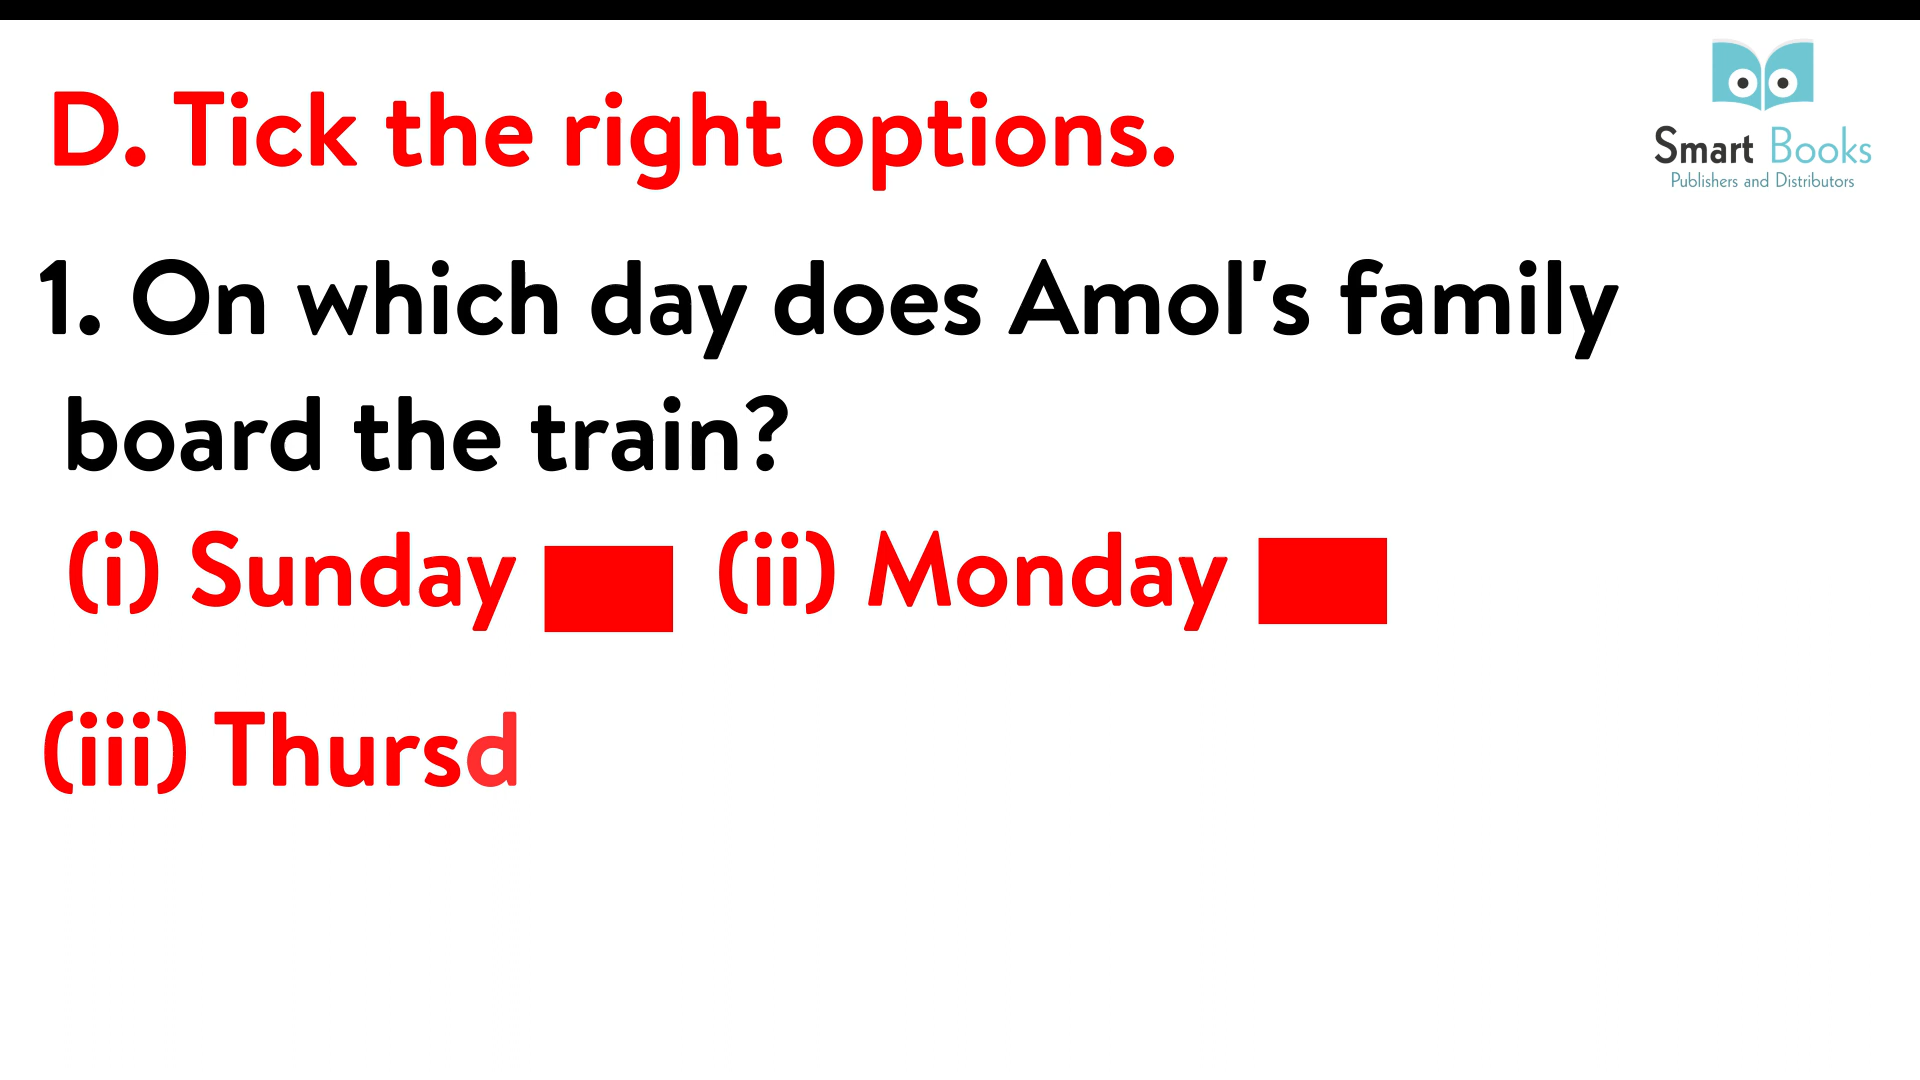 D. Tick the right options.
Smart Books
Publishers and Distributors
1. On which day does Amol's family
board the train?
(i) Sunday (ii) Monday
(iii) Thursd